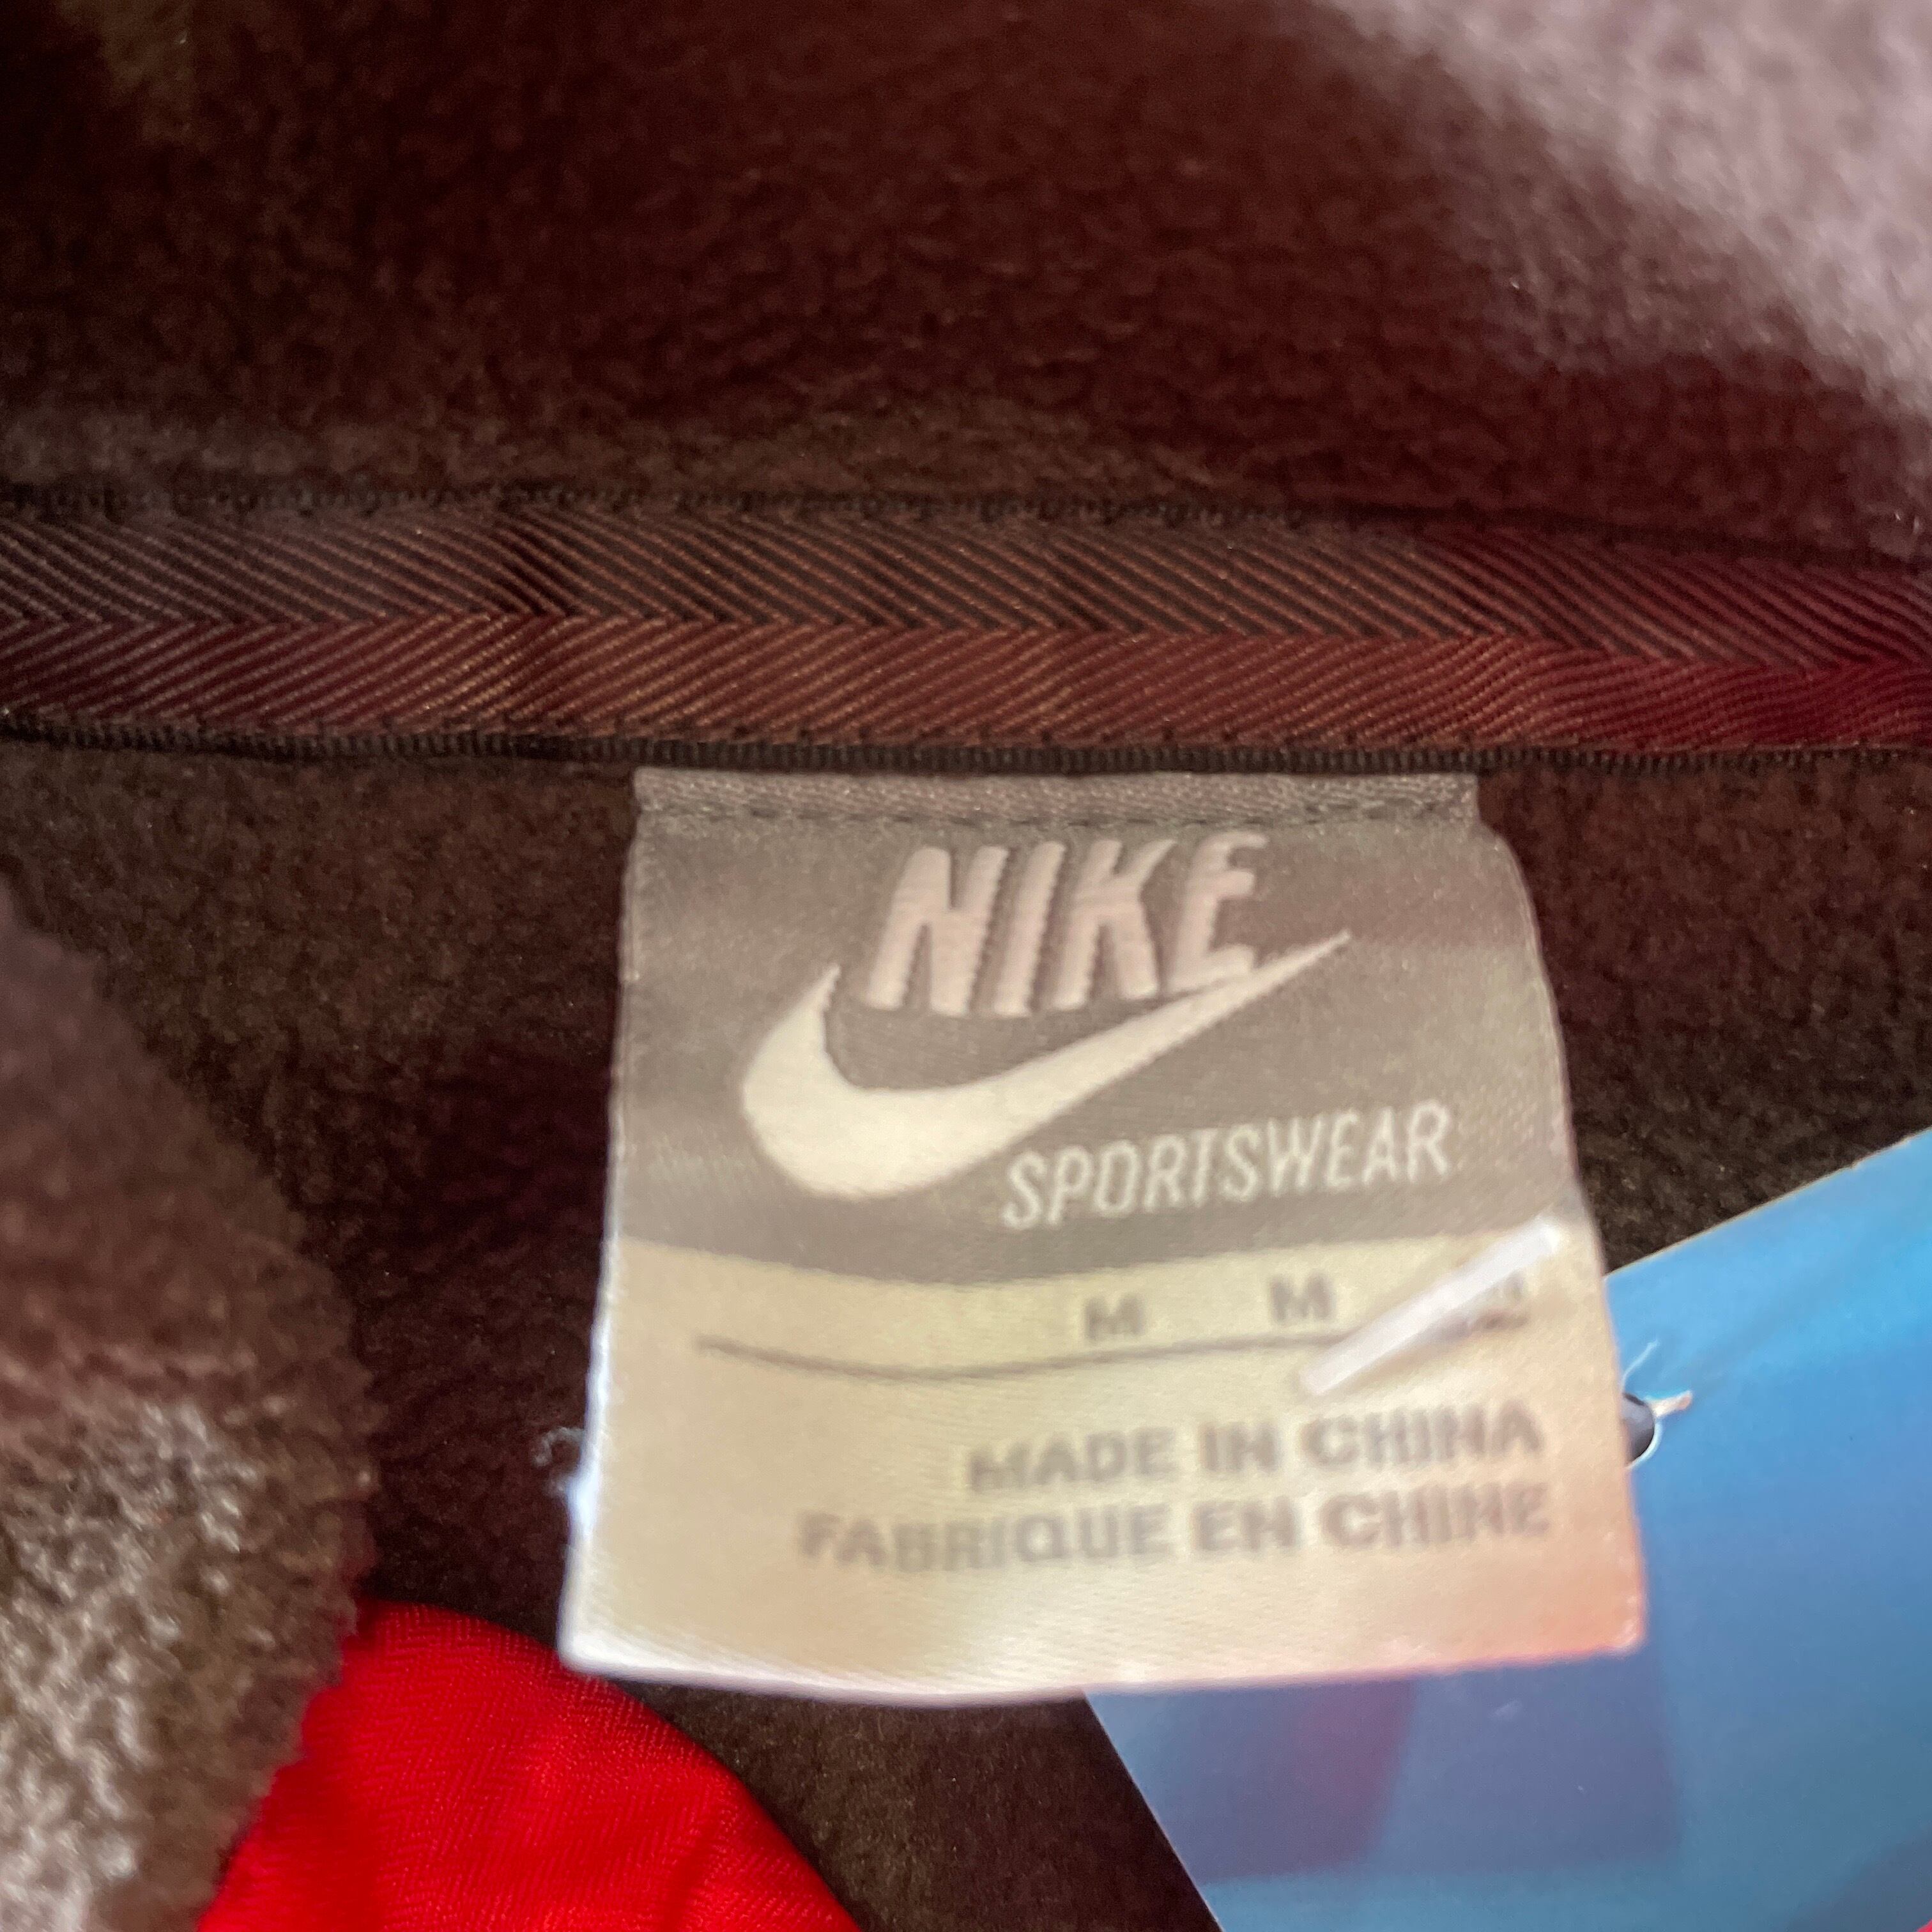 NIKE
SPORTSWEAR
M M
MADE IN CHINA
FABRIQUE EN CHINE